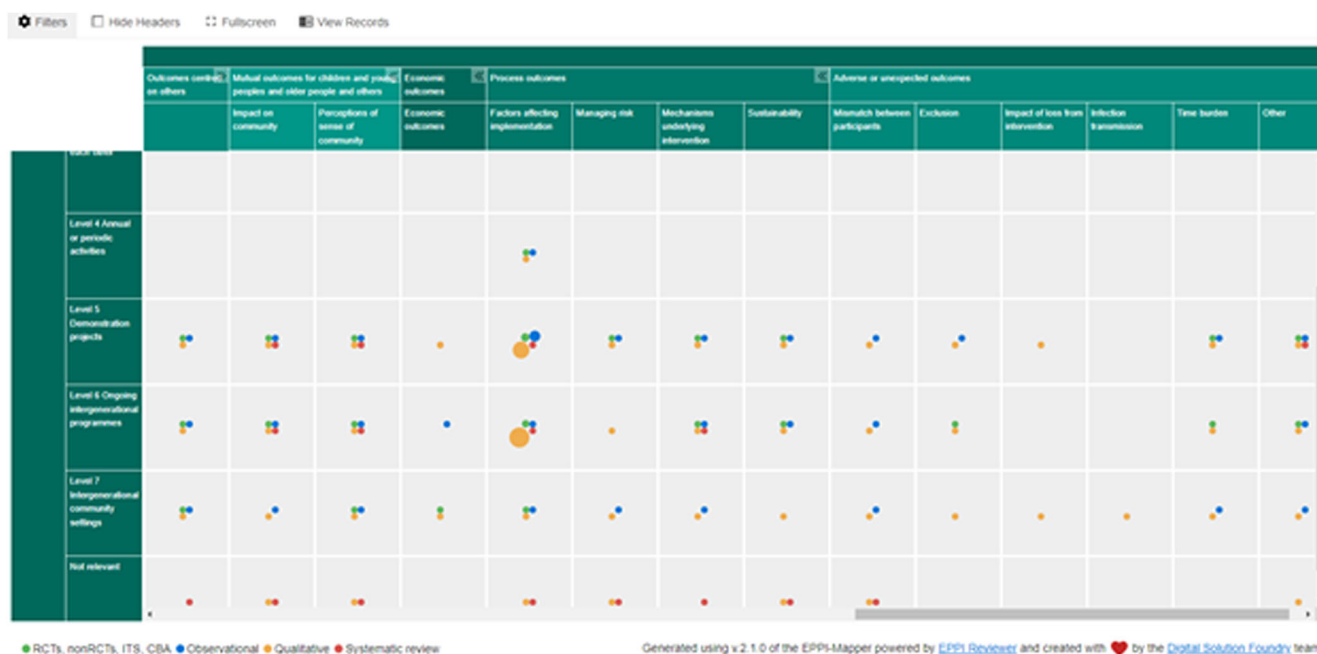 Filters Hide Headers Fullscreen View Records
Outcomes centred on others
Mutual outcomes for children and young
peoples and older people and others
Economic
outcomes
Process outcomes
Adverse or unexpected outcomes
Impact on
community
Perceptions of
sense of
community
Economic
outcomes
Factors affecting
implementation
Managing risk
Mechanisms
underlying
intervention
Sustainability
Mismatch between
participants
Exclusion
Impact of loss from
intervention
Infection
transmission
Time burden
Other
Level 4 Annual
or periodic
activities
Level 5
Demonstration
projects
Level 6 Ongoing
intergenerational
programmes
Level 7
Intergenerational
community
settings
Not relevant
RCTs, nonRCTs, ITS, CBA Observational Qualitative Systematic review
Generated using v.2.1.0 of the EPPI-Mapper powered by EPPI Reviewer and created with ❤ by the Digital Solution Foundry team